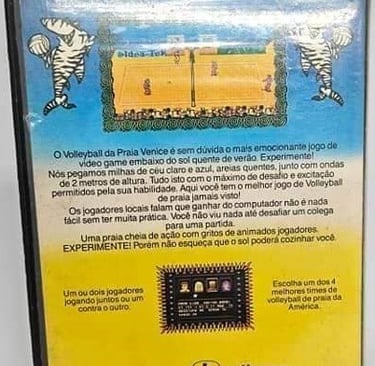 O Volleyball da Praia Venice é sem dúvida o mais emocionante jogo de
video game embaixo do sol quente de verão. Experimente!
Nós pegamos milhas de céu claro e azul, areias quentes, junto com ondas
de 2 metros de altura. Tudo isto com o máximo de desafio e excitação
permitidos pela sua habilidade. Aqui você tem o melhor jogo de Volleyball
de praia jamais visto!
Os jogadores locais falam que ganhar do computador não é nada
fácil sem ter muita prática. Você não viu nada até desafiar um colega
para uma partida.
Uma praia cheia de ação com gritos de animados jogadores.
EXPERIMENTE! Porém não esqueça que o sol poderá cozinhar você.
Um ou dois jogadores
jogando juntos ou um
contra o outro.
Escolha um dos 4
melhores times de
volleyball de praia da
América.